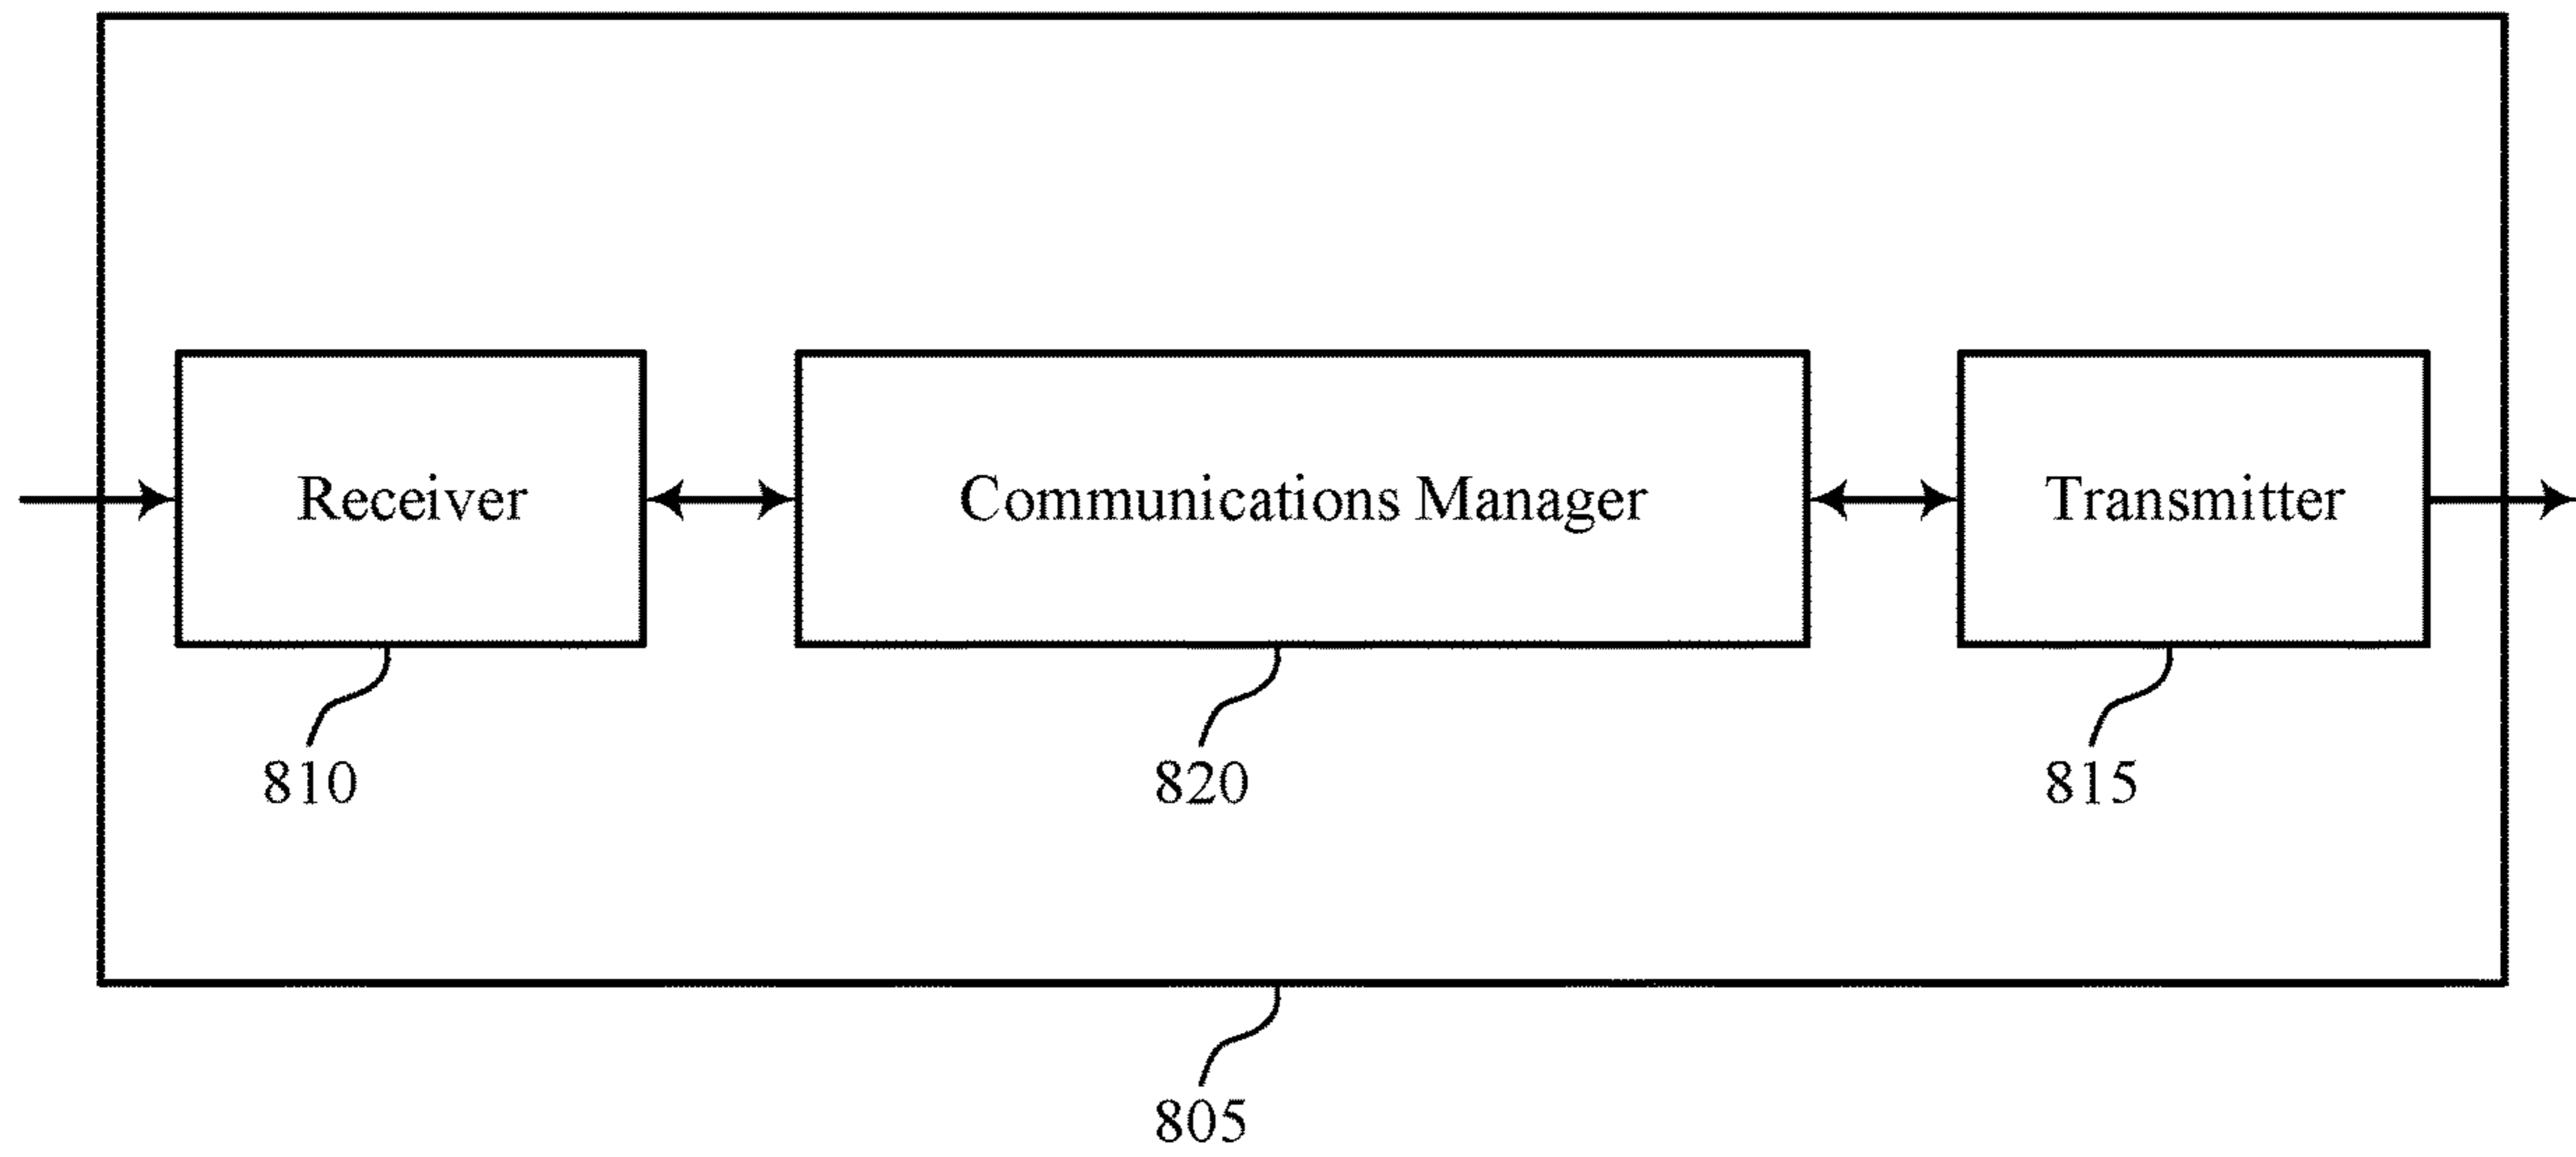 Receiver
Communications Manager
Transmitter
810
820
815
805